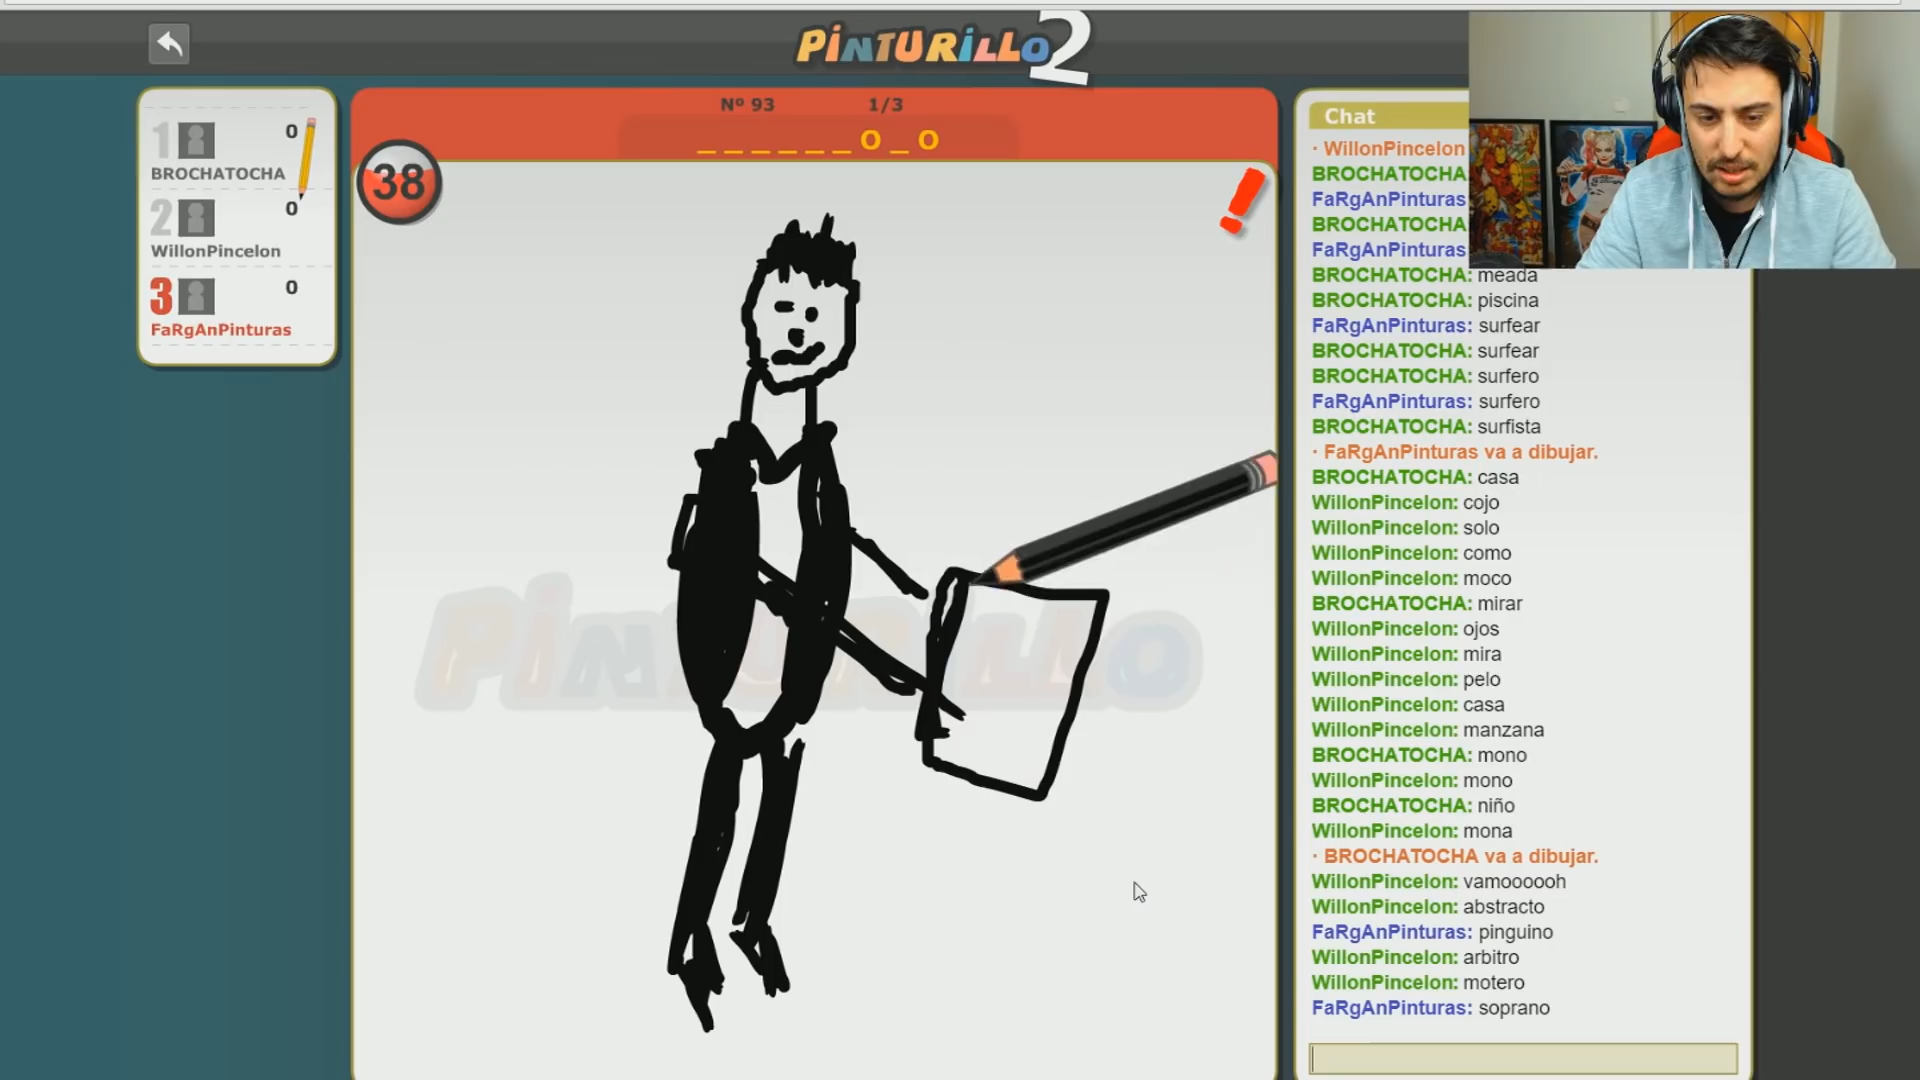 PINTURILLO2
Nº 93 1/3
_ _ _ _ _ _ O _ O
38
1 0
BROCHATOCHA
2 0
WillonPincelon
3 0
FaRgAnPinturas
PINTURILLO
Chat
· WillonPincelon
BROCHATOCHA:
FaRgAnPinturas
BROCHATOCHA
FaRgAnPinturas
BROCHATOCHA: meada
BROCHATOCHA: piscina
FaRgAnPinturas: surfear
BROCHATOCHA: surfear
BROCHATOCHA: surfero
FaRgAnPinturas: surfero
BROCHATOCHA: surfista
· FaRgAnPinturas va a dibujar.
BROCHATOCHA: casa
WillonPincelon: cojo
WillonPincelon: solo
WillonPincelon: como
WillonPincelon: moco
BROCHATOCHA: mirar
WillonPincelon: ojos
WillonPincelon: mira
WillonPincelon: pelo
WillonPincelon: casa
WillonPincelon: manzana
BROCHATOCHA: mono
WillonPincelon: mono
BROCHATOCHA: niño
WillonPincelon: mona
· BROCHATOCHA va a dibujar.
WillonPincelon: vamoooooh
WillonPincelon: abstracto
FaRgAnPinturas: pinguino
WillonPincelon: arbitro
WillonPincelon: motero
FaRgAnPinturas: soprano